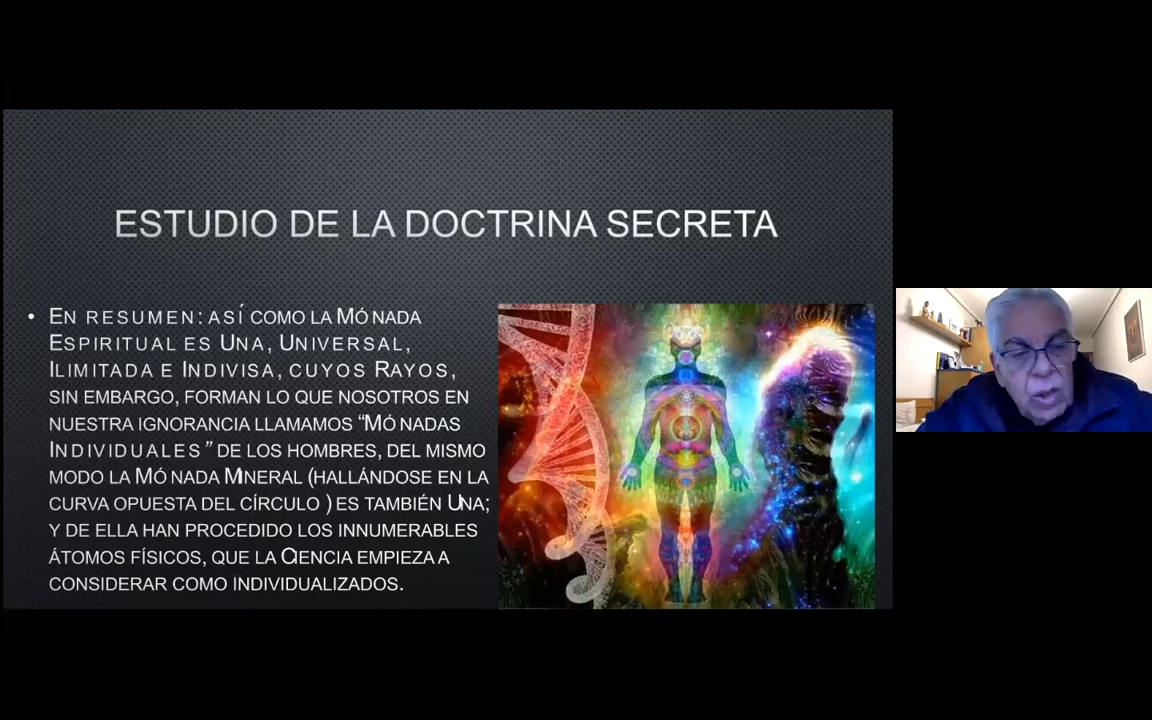 ESTUDIO DE LA DOCTRINA SECRETA
• EN RESUMEN: ASÍ COMO LA MÓNADA
ESPIRITUAL ES UNA, UNIVERSAL,
ILIMITADA E INDIVISA, CUYOS RAYOS,
SIN EMBARGO, FORMAN LO QUE NOSOTROS EN
NUESTRA IGNORANCIA LLAMAMOS “MÓNADAS
INDIVIDUALES” DE LOS HOMBRES, DEL MISMO
MODO LA MÓNADA MINERAL (HALLÁNDOSE EN LA
CURVA OPUESTA DEL CÍRCULO ) ES TAMBIÉN UNA;
Y DE ELLA HAN PROCEDIDO LOS INNUMERABLES
ÁTOMOS FÍSICOS, QUE LA CIENCIA EMPIEZA A
CONSIDERAR COMO INDIVIDUALIZADOS.